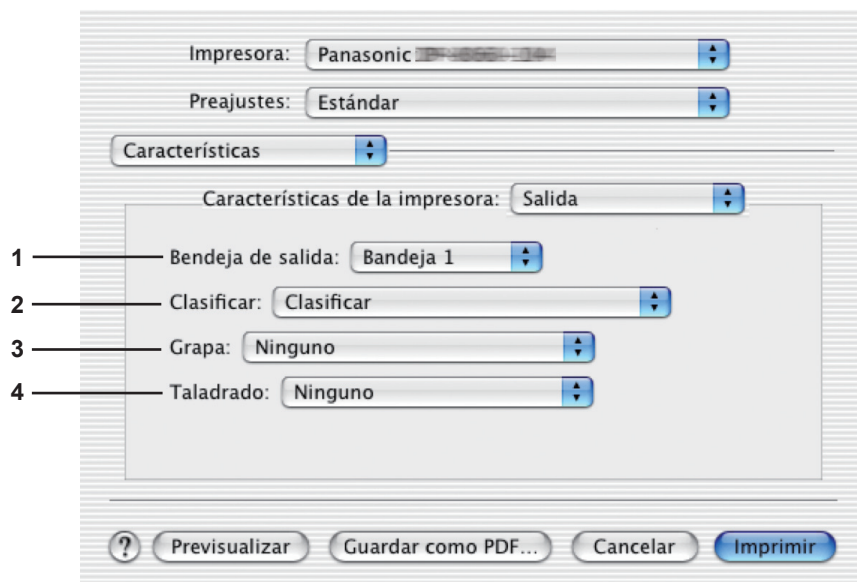 Impresora: Panasonic
Preajustes: Estándar
Características
Características de la impresora: Salida
1 Bendeja de salida: Bandeja 1
2 Clasificar: Clasificar
3 Grapa: Ninguno
4 Taladrado: Ninguno
? Previsualizar Guardar como PDF... Cancelar Imprimir